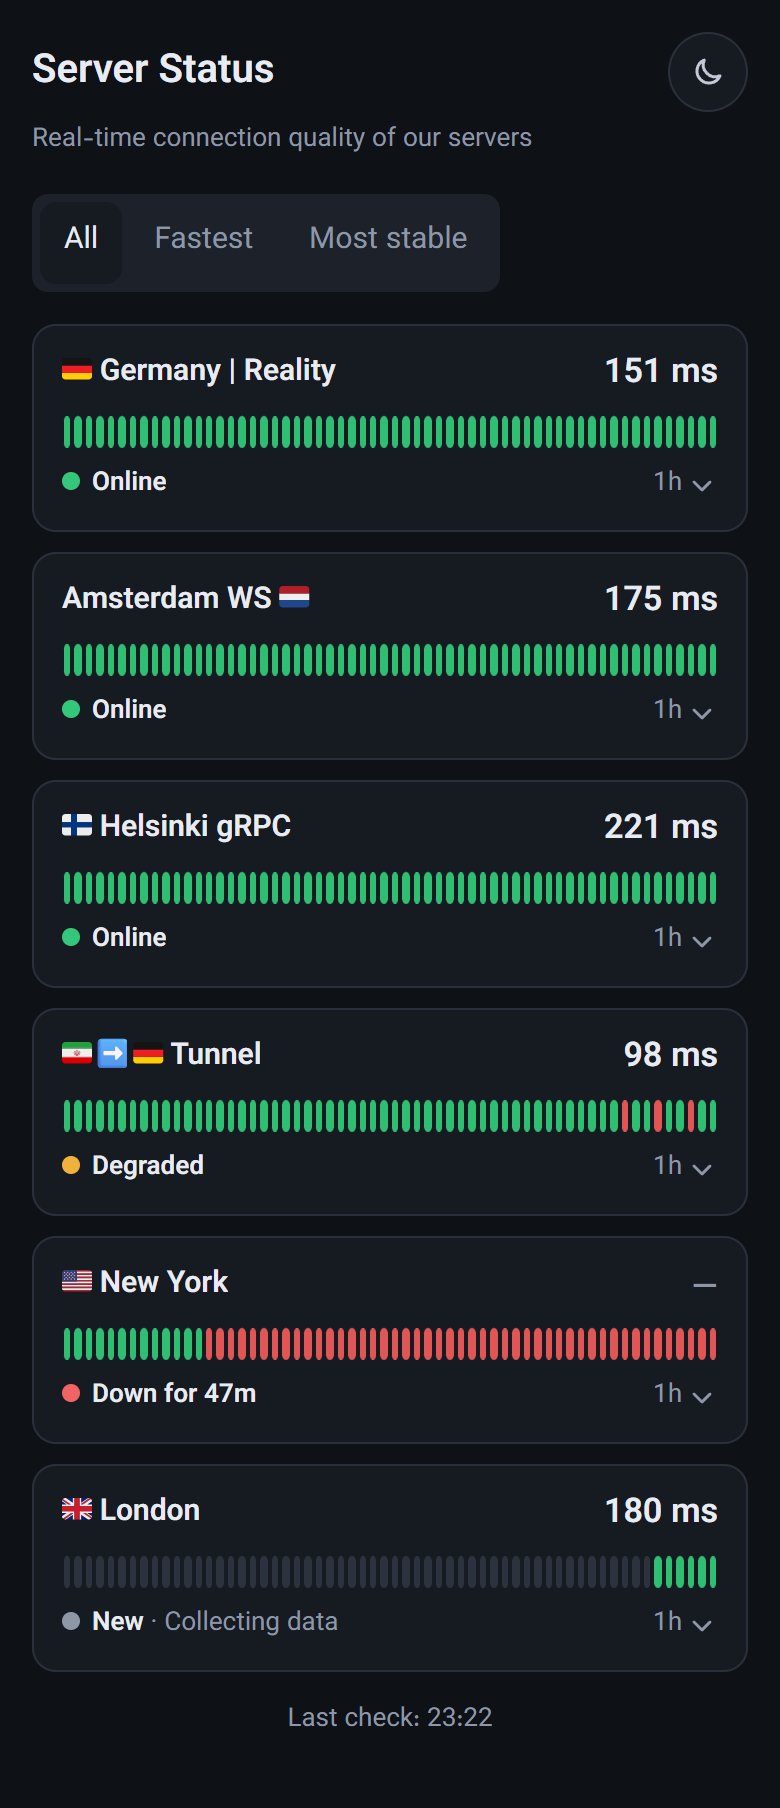 Server Status
Real-time connection quality of our servers
All Fastest Most stable
🇩🇪 Germany | Reality 151 ms
Online 1h
Amsterdam WS 🇳🇱 175 ms
Online 1h
🇫🇮 Helsinki gRPC 221 ms
Online 1h
🇮🇷 ➡️ 🇩🇪 Tunnel 98 ms
Degraded 1h
🇺🇸 New York —
Down for 47m 1h
🇬🇧 London 180 ms
New · Collecting data 1h
Last check: 23:22